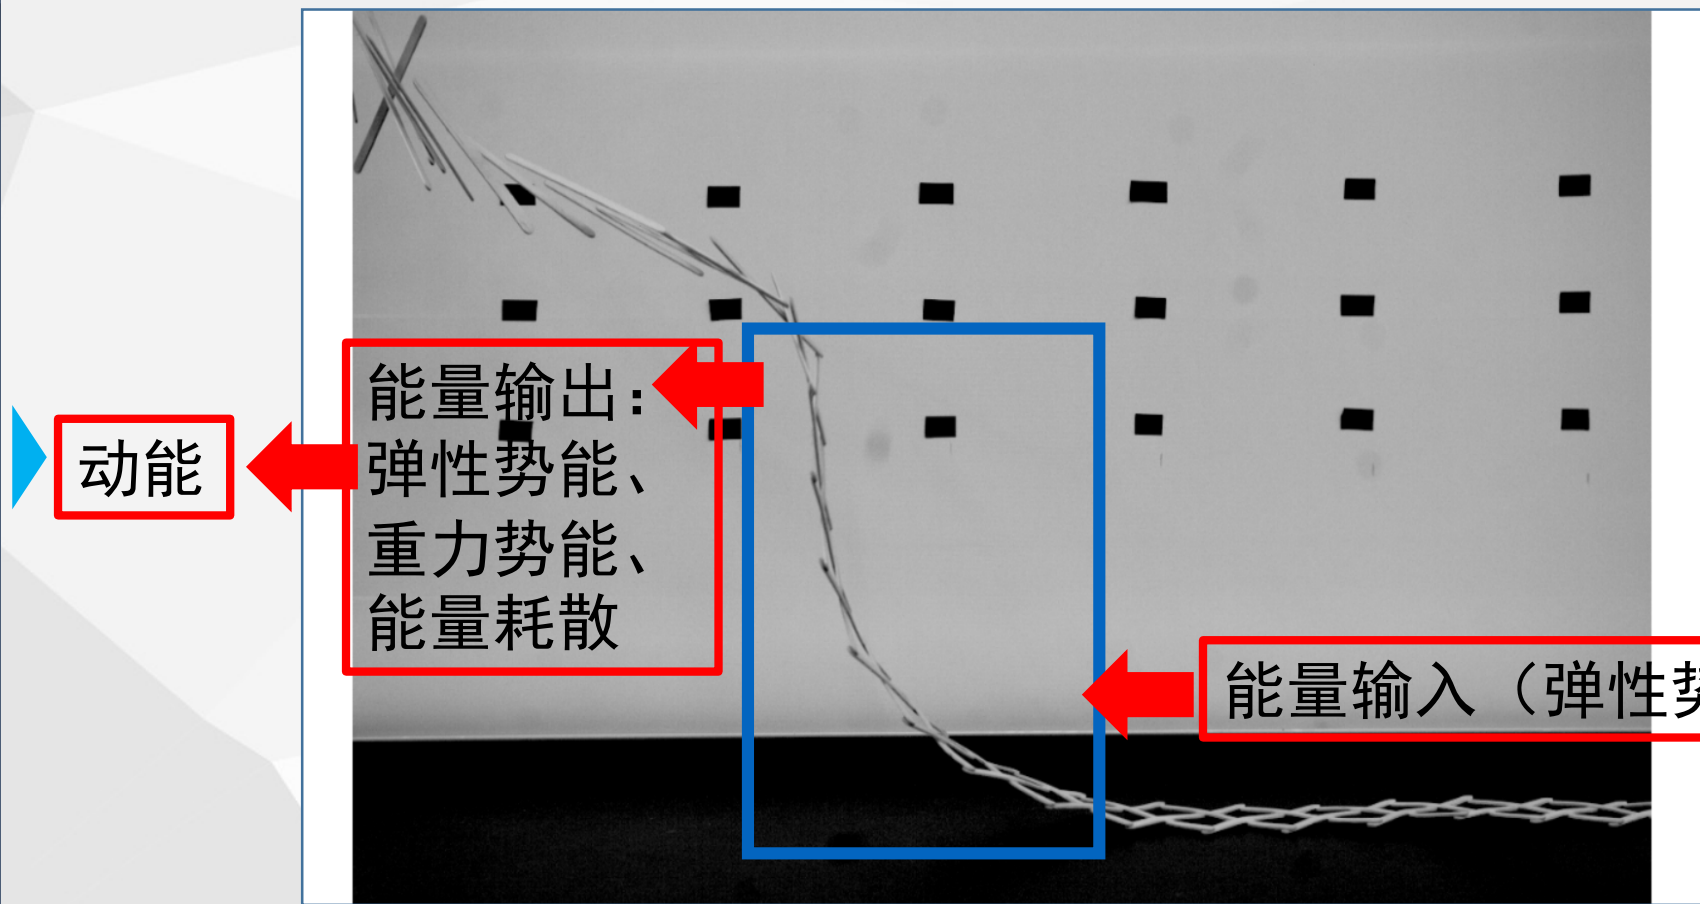 动能
能量输出：
弹性势能、
重力势能、
能量耗散
能量输入（弹性